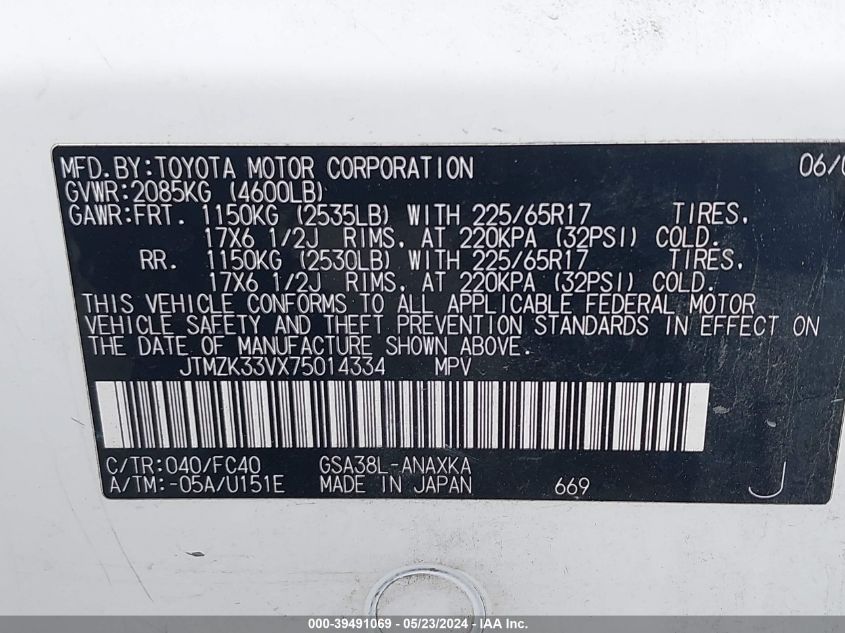 MFD.BY:TOYOTA MOTOR CORPORATION 06/0
GVWR:2085KG (4600LB)
GAWR:FRT. 1150KG (2535LB) WITH 225/65R17 TIRES,
17X6 1/2J RIMS, AT 220KPA (32PSI) COLD.
RR. 1150KG (2530LB) WITH 225/65R17 TIRES,
17X6 1/2J RIMS, AT 220KPA (32PSI) COLD.
THIS VEHICLE CONFORMS TO ALL APPLICABLE FEDERAL MOTOR
VEHICLE SAFETY AND THEFT PREVENTION STANDARDS IN EFFECT ON
THE DATE OF MANUFACTURE SHOWN ABOVE.
JTMZK33VX75014334 MPV
C/TR:040/FC40 GSA38L-ANAXKA
A/TM:-05A/U151E MADE IN JAPAN 669 J
000-39491069 - 05/23/2024 - IAA Inc.